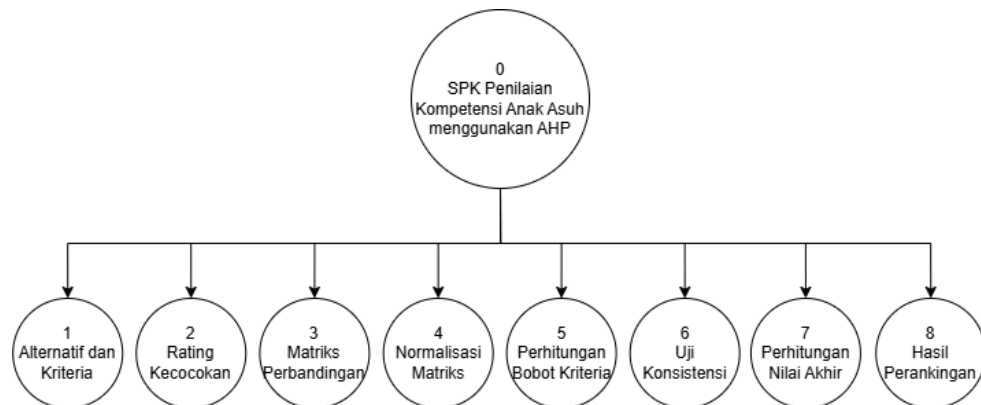 0
SPK Penilaian
Kompetensi Anak Asuh
menggunakan AHP
1
Alternatif dan
Kriteria
2
Rating
Kecocokan
3
Matriks
Perbandingan
4
Normalisasi
Matriks
5
Perhitungan
Bobot Kriteria
6
Uji
Konsistensi
7
Perhitungan
Nilai Akhir
8
Hasil
Perankingan